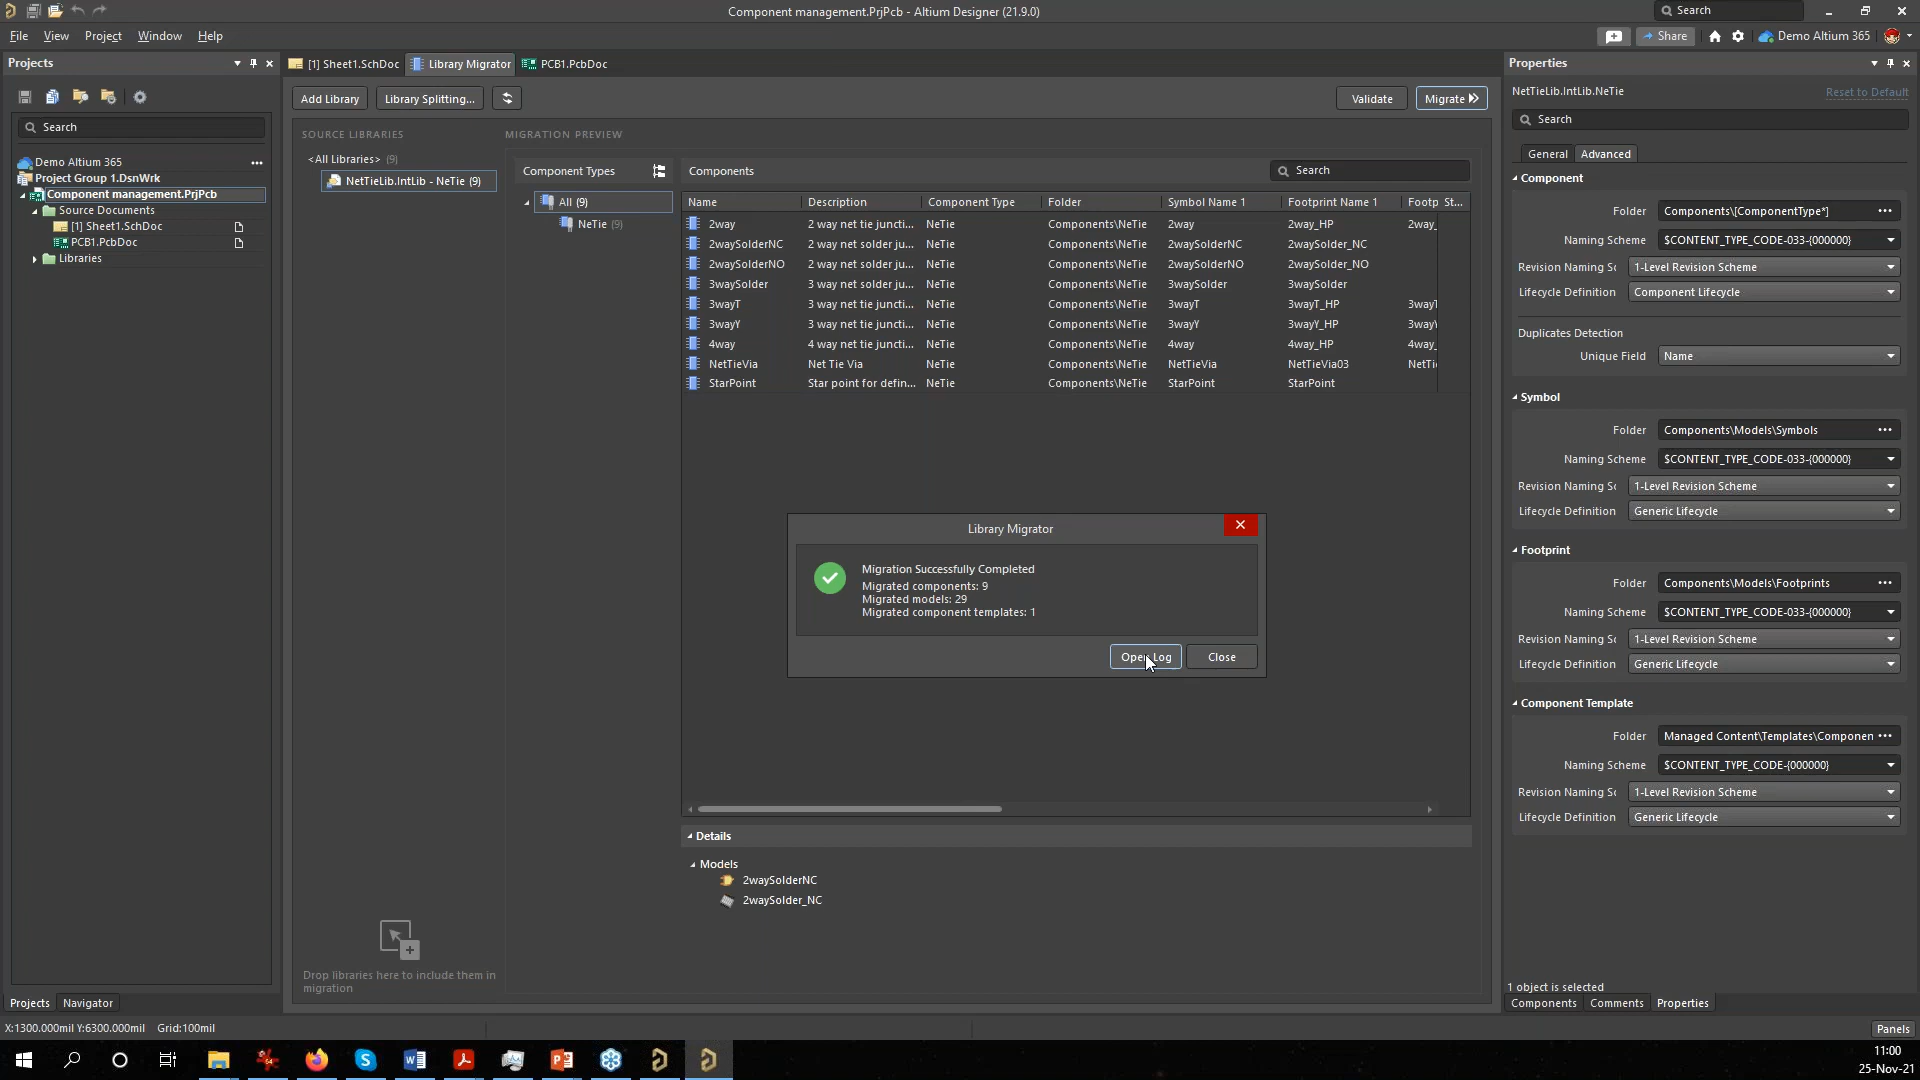 Component management.PrjPcb - Altium Designer (21.9.0)
Search
File View Project Window Help
Share
Demo Altium 365
Projects
[1] Sheet1.SchDoc Library Migrator PCB1.PcbDoc
Properties
Search
Demo Altium 365
Project Group 1.DsnWrk
Component management.PrjPcb
Source Documents
[1] Sheet1.SchDoc
PCB1.PcbDoc
Libraries
Add Library Library Splitting... Validate Migrate
SOURCE LIBRARIES MIGRATION PREVIEW
<All Libraries> (9)
NetTieLib.IntLib - NeTie (9)
Component Types
All (9)
NeTie (9)
Components Search
Name Description Component Type Folder Symbol Name 1 Footprint Name 1 Footp St...
2way 2 way net tie juncti... NeTie Components\NeTie 2way 2way_HP 2way_
2waySolderNC 2 way net solder ju... NeTie Components\NeTie 2waySolderNC 2waySolder_NC
2waySolderNO 2 way net solder ju... NeTie Components\NeTie 2waySolderNO 2waySolder_NO
3waySolder 3 way net solder ju... NeTie Components\NeTie 3waySolder 3waySolder
3wayT 3 way net tie juncti... NeTie Components\NeTie 3wayT 3wayT_HP 3wayT
3wayY 3 way net tie juncti... NeTie Components\NeTie 3wayY 3wayY_HP 3wayY
4way 4 way net tie juncti... NeTie Components\NeTie 4way 4way_HP 4way_
NetTieVia Net Tie Via NeTie Components\NeTie NetTieVia NetTieVia03 NetTi
StarPoint Star point for defin... NeTie Components\NeTie StarPoint StarPoint
Library Migrator
Migration Successfully Completed
Migrated components: 9
Migrated models: 29
Migrated component templates: 1
Open Log Close
Details
Models
2waySolderNC
2waySolder_NC
Drop libraries here to include them in
migration
NetTieLib.IntLib.NeTie Reset to Default
Search
General Advanced
Component
Folder Components\[ComponentType*]
Naming Scheme $CONTENT_TYPE_CODE-033-{000000}
Revision Naming Sc 1-Level Revision Scheme
Lifecycle Definition Component Lifecycle
Duplicates Detection
Unique Field Name
Symbol
Folder Components\Models\Symbols
Naming Scheme $CONTENT_TYPE_CODE-033-{000000}
Revision Naming Sc 1-Level Revision Scheme
Lifecycle Definition Generic Lifecycle
Footprint
Folder Components\Models\Footprints
Naming Scheme $CONTENT_TYPE_CODE-033-{000000}
Revision Naming Sc 1-Level Revision Scheme
Lifecycle Definition Generic Lifecycle
Component Template
Folder Managed Content\Templates\Componen
Naming Scheme $CONTENT_TYPE_CODE-{000000}
Revision Naming Sc 1-Level Revision Scheme
Lifecycle Definition Generic Lifecycle
1 object is selected
Projects Navigator
Components Comments Properties
X:1300.000mil Y:6300.000mil Grid:100mil
Panels
11:00
25-Nov-21